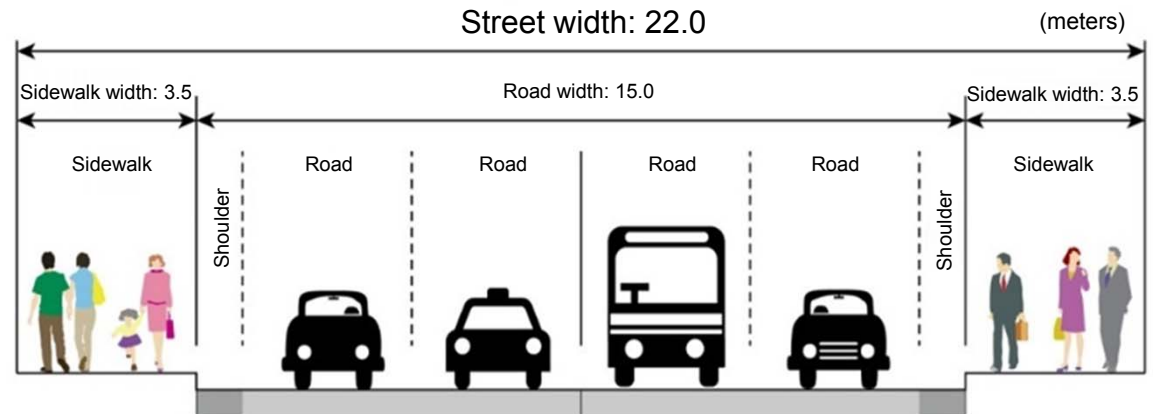 Street width: 22.0
(meters)
Sidewalk width: 3.5
Road width: 15.0
Sidewalk width: 3.5
Sidewalk
Shoulder
Road
Road
Road
Road
Shoulder
Sidewalk